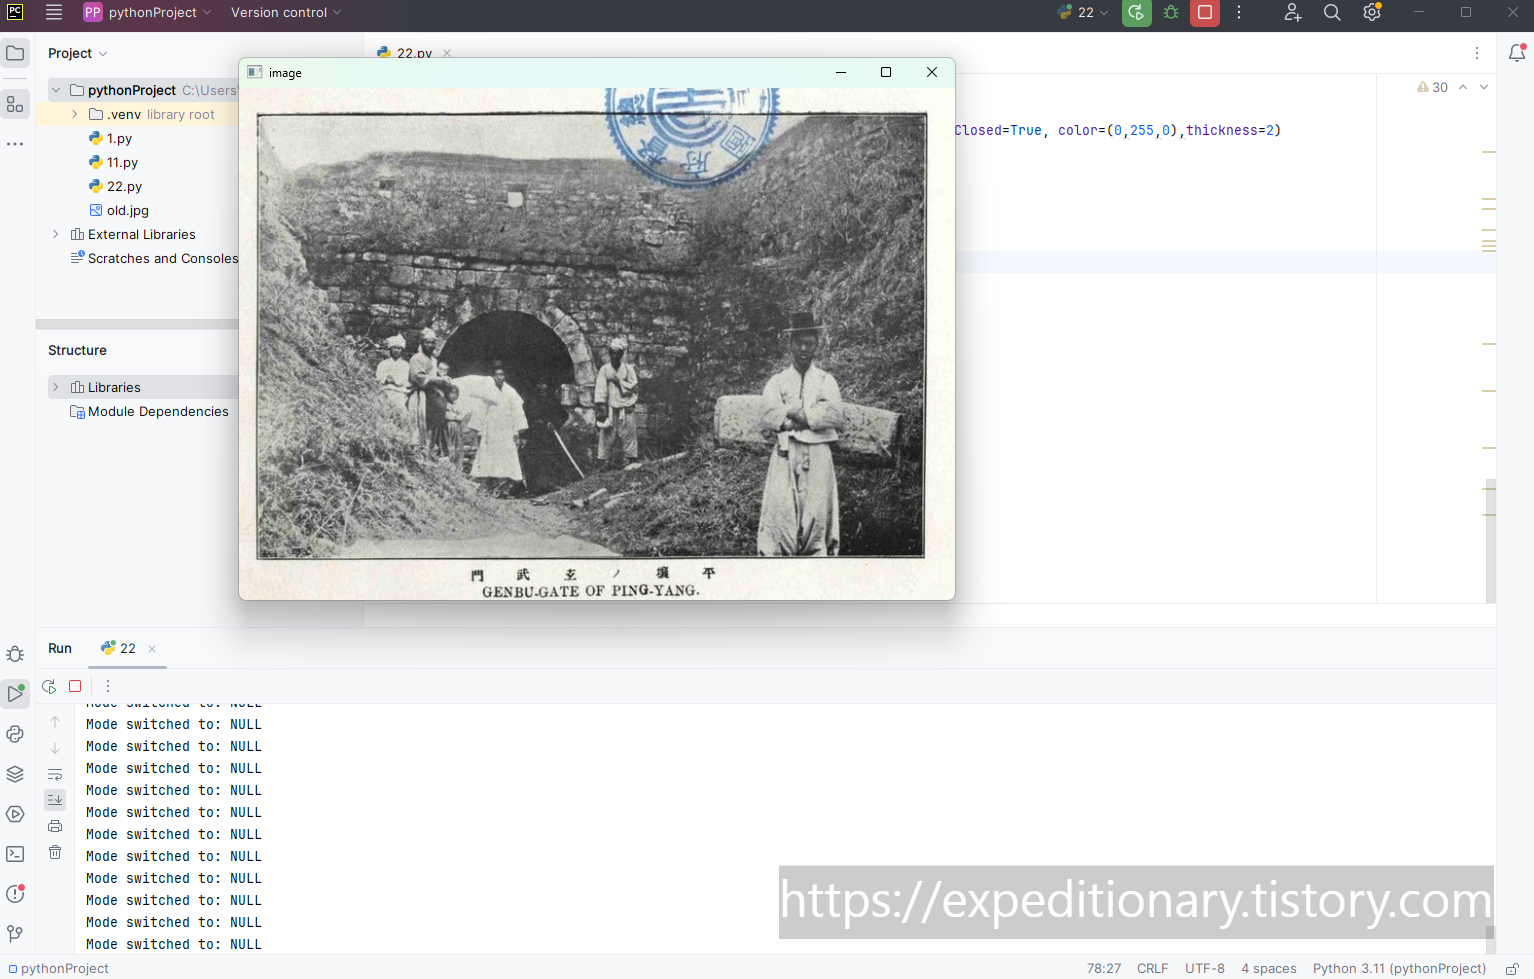 PC
PP pythonProject
Version control
22
Project
22.py
30
pythonProject C:\Users\
.venv library root
1.py
11.py
22.py
old.jpg
External Libraries
Scratches and Consoles
Structure
Libraries
Module Dependencies
image
門 武 玄 ノ 壤 平
GENBU-GATE OF PING-YANG.
Closed=True, color=(0,255,0),thickness=2)
Run
22
Mode switched to: NULL
Mode switched to: NULL
Mode switched to: NULL
Mode switched to: NULL
Mode switched to: NULL
Mode switched to: NULL
Mode switched to: NULL
Mode switched to: NULL
Mode switched to: NULL
Mode switched to: NULL
Mode switched to: NULL
Mode switched to: NULL
https://expeditionary.tistory.com
pythonProject
78:27 CRLF UTF-8 4 spaces Python 3.11 (pythonProject)